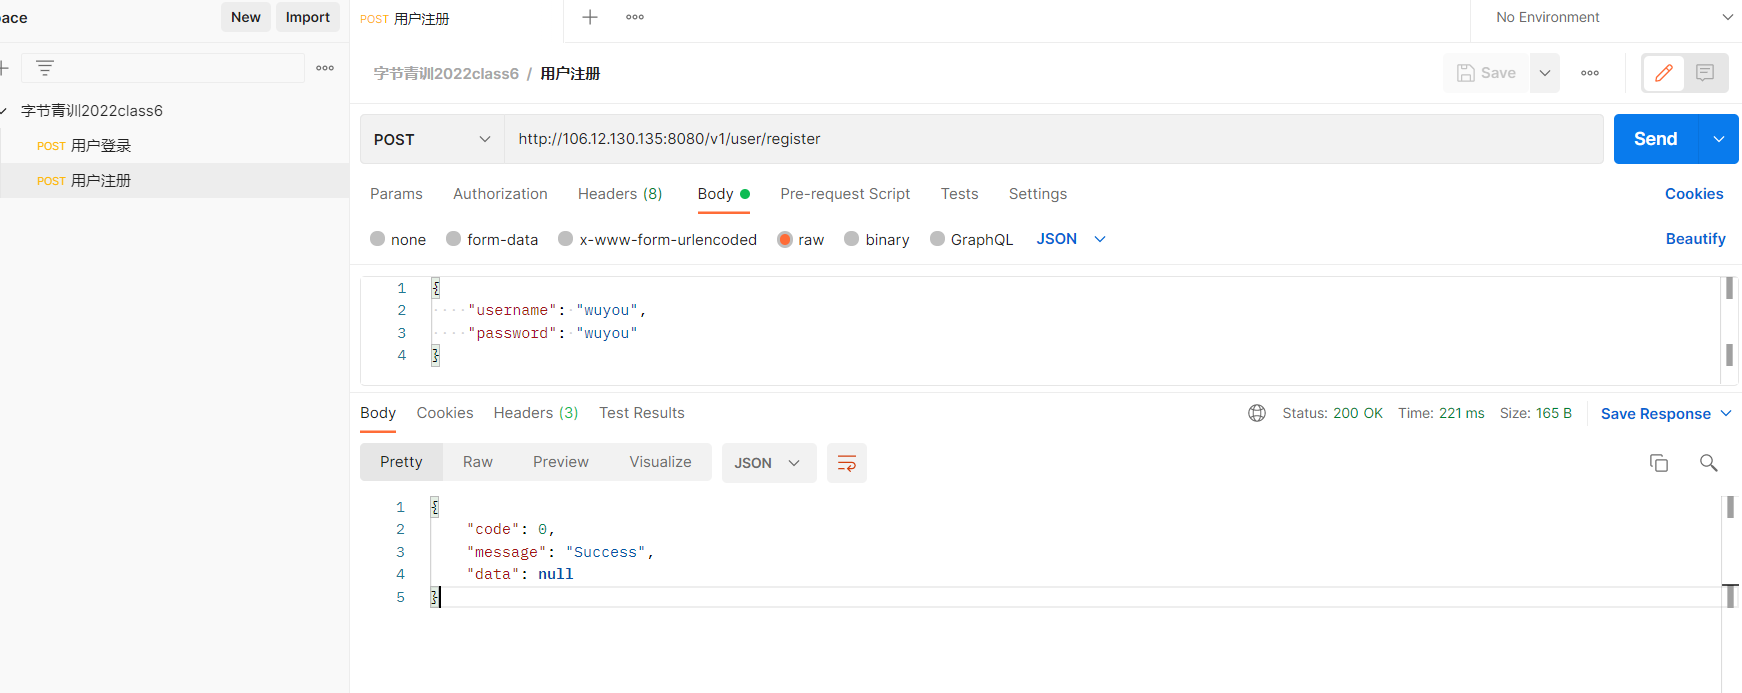 pace
New
Import
字节青训2022class6
POST 用户登录
POST 用户注册
POST 用户注册
No Environment
字节青训2022class6 / 用户注册
Save
POST
http://106.12.130.135:8080/v1/user/register
Send
Params Authorization Headers (8) Body Pre-request Script Tests Settings Cookies
none form-data x-www-form-urlencoded raw binary GraphQL JSON Beautify
1 {
2 "username": "wuyou",
3 "password": "wuyou"
4 }
Body Cookies Headers (3) Test Results Status: 200 OK Time: 221 ms Size: 165 B Save Response
Pretty Raw Preview Visualize JSON
1 {
2 "code": 0,
3 "message": "Success",
4 "data": null
5 }